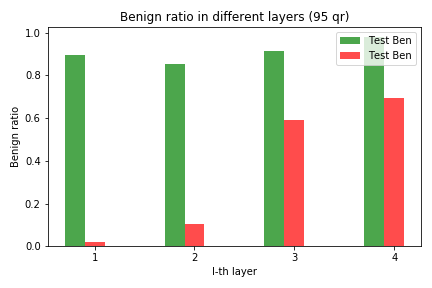 Benign ratio in different layers (95 qr)
Test Ben
Test Ben
Benign ratio
1.0
0.8
0.6
0.4
0.2
0.0
1 2 3 4
l-th layer